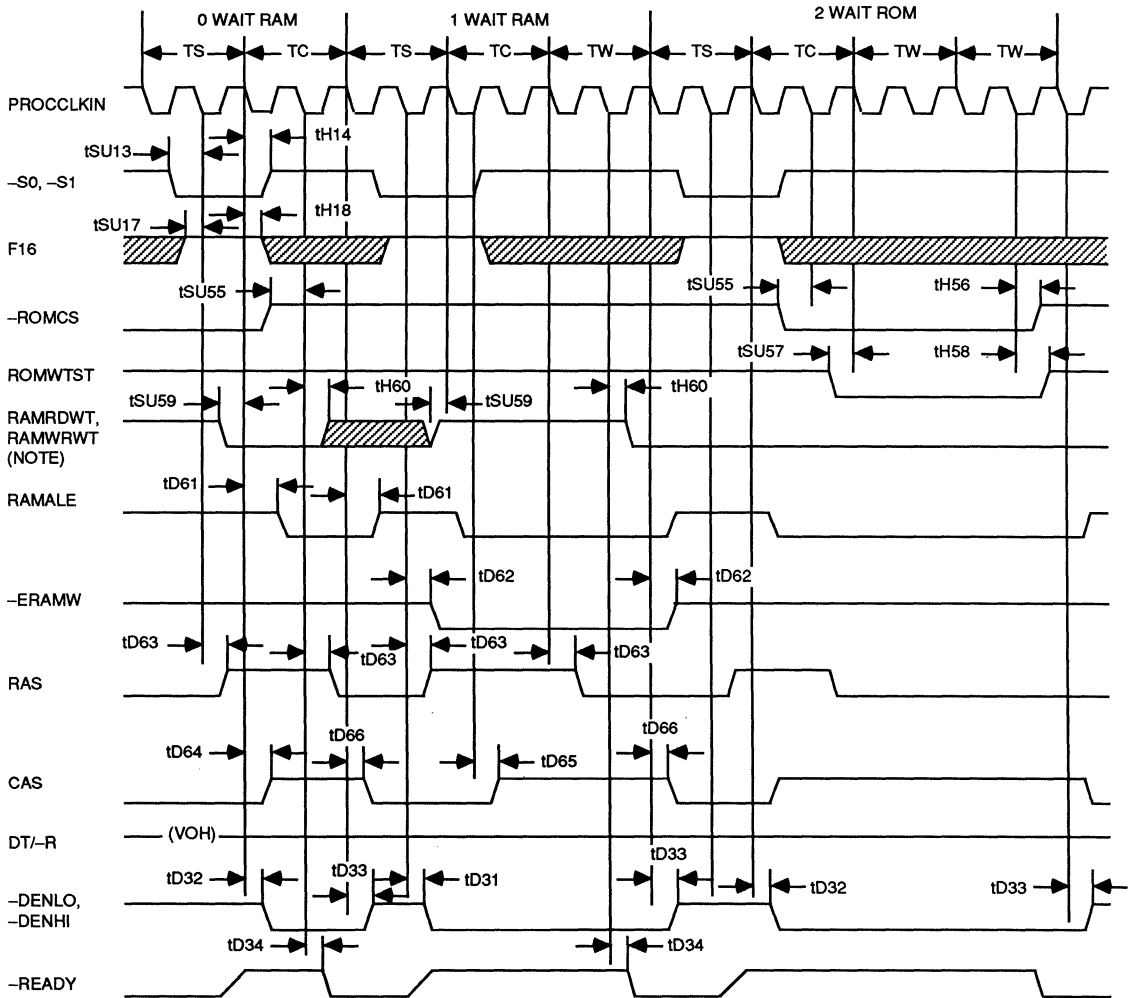 0 WAIT RAM 1 WAIT RAM 2 WAIT ROM
TS TC TS TC TW TS TC TW TW
PROCCLKIN
tH14
tSU13
–S0, –S1
tH18
tSU17
F16
tSU55 tSU55 tH56
–ROMCS
tSU57 tH58
ROMWTST
tH60 tH60
tSU59 tSU59
RAMRDWT,
RAMWRWT
(NOTE)
tD61 tD61
RAMALE
tD62 tD62
–ERAMW
tD63 tD63 tD63 tD63
RAS
tD66 tD66
tD64 tD65
CAS
(VOH)
DT/–R
tD33 tD33
tD32 tD31 tD32 tD33
–DENLO,
–DENHI
tD34 tD34
–READY